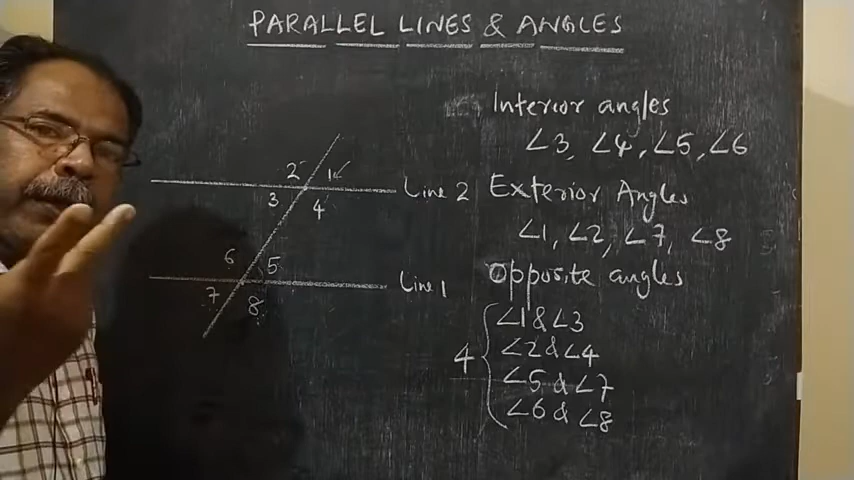 PARALLEL LINES & ANGLES
Interior angles
∠3, ∠4, ∠5, ∠6
2 1
3 4
Line 2
Exterior Angles
∠1, ∠2, ∠7, ∠8
6 5
7 8
Line 1
Opposite angles
4 { ∠1 & ∠3
∠2 & ∠4
∠5 & ∠7
∠6 & ∠8